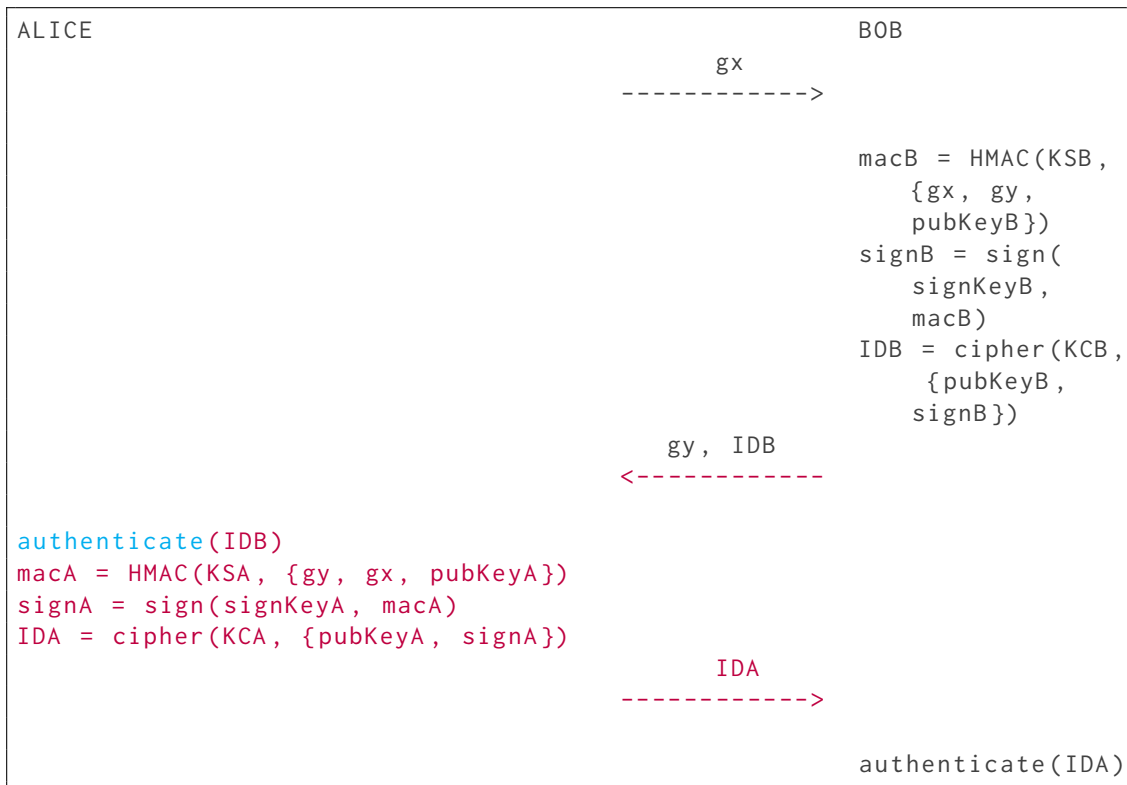 ALICE BOB
gx
------------>
macB = HMAC(KSB,
{gx, gy,
pubKeyB})
signB = sign(
signKeyB,
macB)
IDB = cipher(KCB,
{pubKeyB,
signB})
gy, IDB
<------------
authenticate(IDB)
macA = HMAC(KSA, {gy, gx, pubKeyA})
signA = sign(signKeyA, macA)
IDA = cipher(KCA, {pubKeyA, signA})
IDA
------------>
authenticate(IDA)